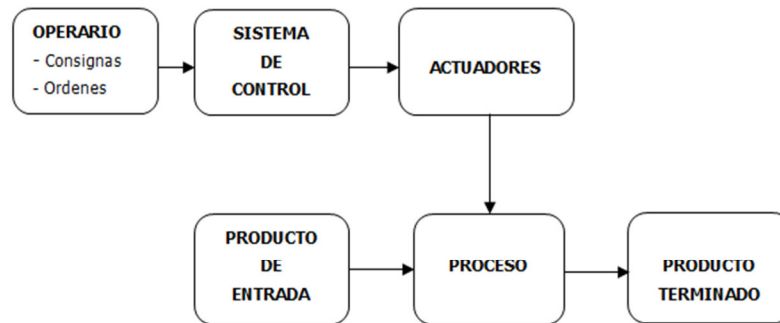 OPERARIO
- Consignas
- Ordenes
SISTEMA
DE
CONTROL
ACTUADORES
PRODUCTO
DE
ENTRADA
PROCESO
PRODUCTO
TERMINADO